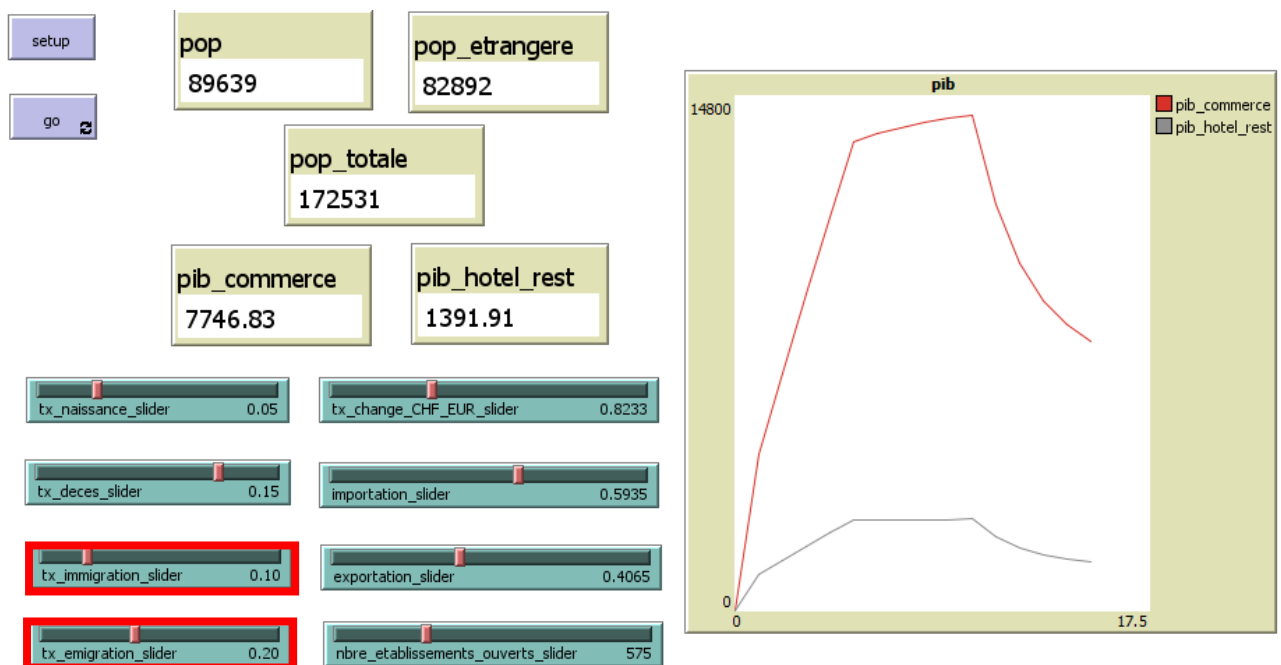 setup
go
pop
89639
pop_etrangere
82892
pop_totale
172531
pib_commerce
7746.83
pib_hotel_rest
1391.91
tx_naissance_slider 0.05
tx_change_CHF_EUR_slider 0.8233
tx_deces_slider 0.15
importation_slider 0.5935
tx_immigration_slider 0.10
exportation_slider 0.4065
tx_emigration_slider 0.20
nbre_etablissements_ouverts_slider 575
pib
14800
0
0
17.5
pib_commerce
pib_hotel_rest